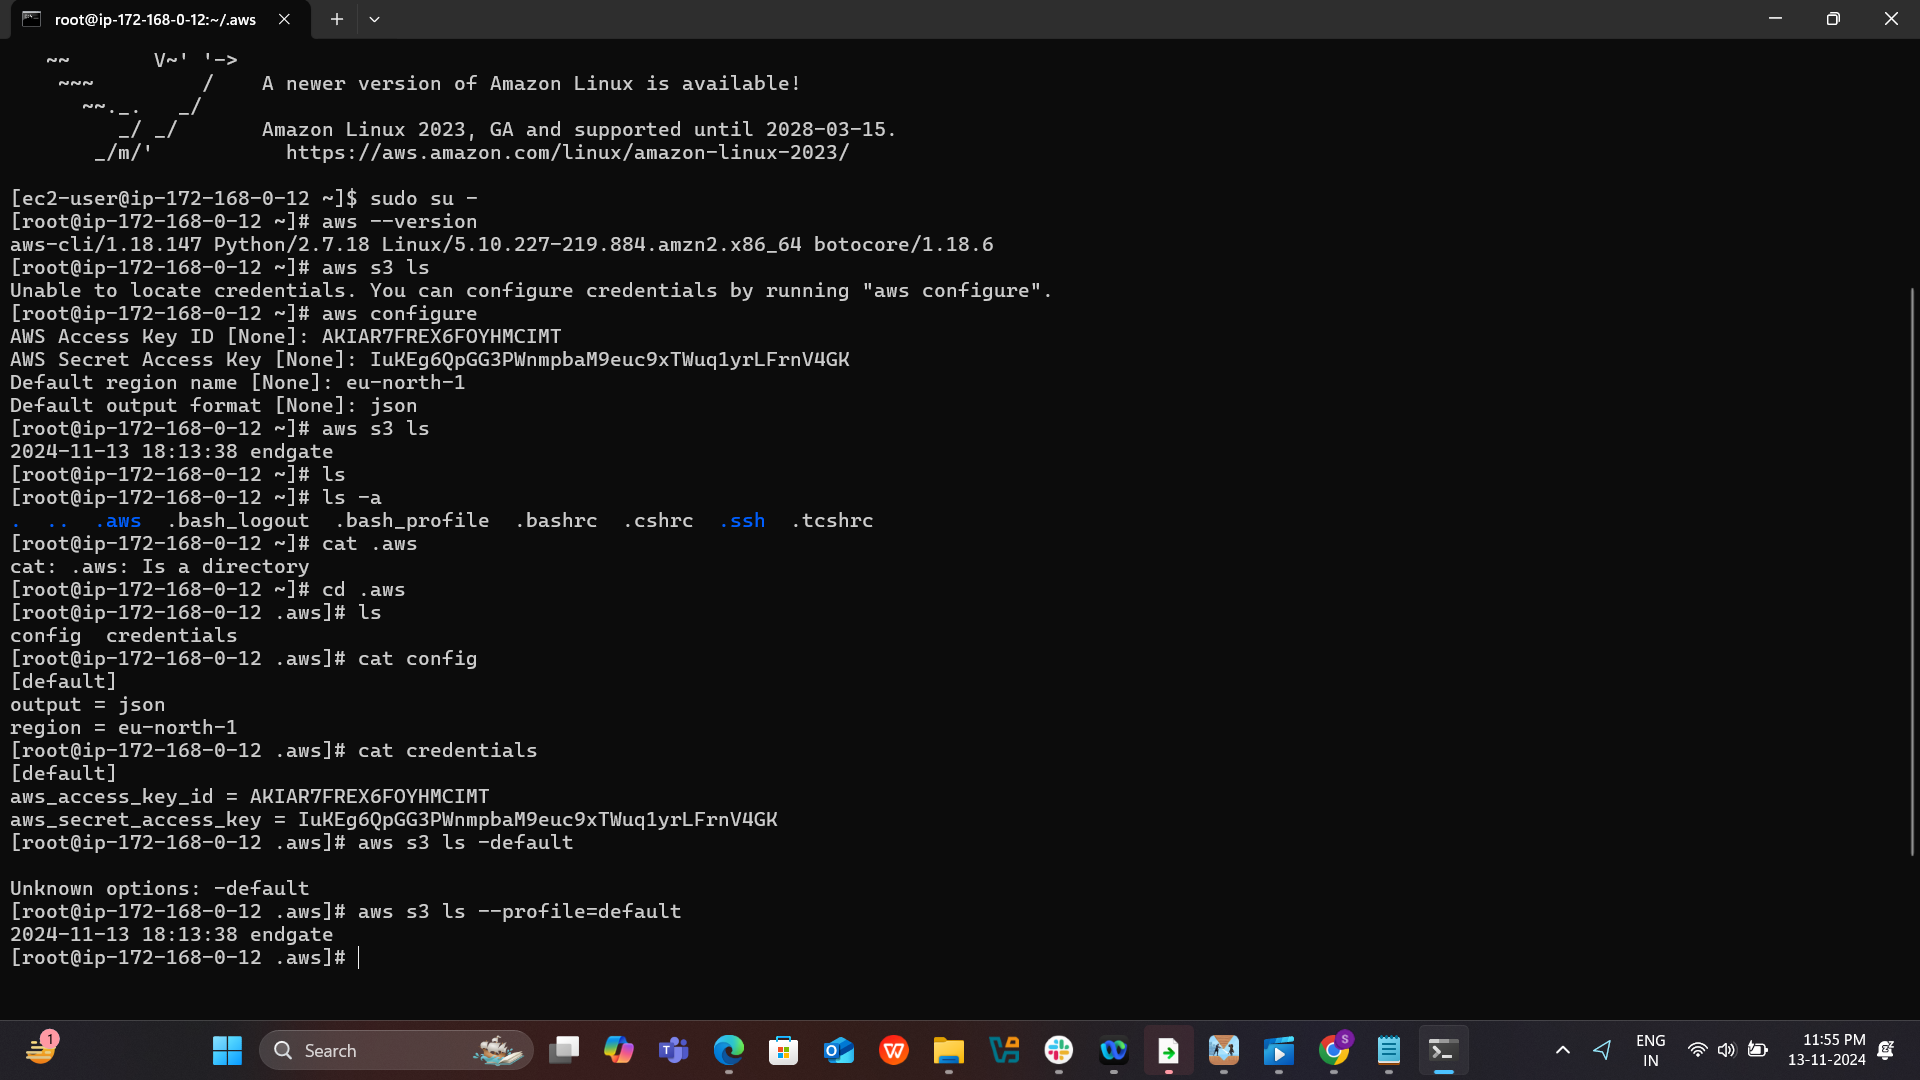 root@ip-172-168-0-12:~/.aws
~~ V~' '->
~~~ / A newer version of Amazon Linux is available!
~~._. _/
_/ _/ Amazon Linux 2023, GA and supported until 2028-03-15.
_/m/' https://aws.amazon.com/linux/amazon-linux-2023/
[ec2-user@ip-172-168-0-12 ~]$ sudo su -
[root@ip-172-168-0-12 ~]# aws --version
aws-cli/1.18.147 Python/2.7.18 Linux/5.10.227-219.884.amzn2.x86_64 botocore/1.18.6
[root@ip-172-168-0-12 ~]# aws s3 ls
Unable to locate credentials. You can configure credentials by running "aws configure".
[root@ip-172-168-0-12 ~]# aws configure
AWS Access Key ID [None]: AKIAR7FREX6FOYHMCIMT
AWS Secret Access Key [None]: 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
Default region name [None]: eu-north-1
Default output format [None]: json
[root@ip-172-168-0-12 ~]# aws s3 ls
2024-11-13 18:13:38 endgate
[root@ip-172-168-0-12 ~]# ls
[root@ip-172-168-0-12 ~]# ls -a
. .. .aws .bash_logout .bash_profile .bashrc .cshrc .ssh .tcshrc
[root@ip-172-168-0-12 ~]# cat .aws
cat: .aws: Is a directory
[root@ip-172-168-0-12 ~]# cd .aws
[root@ip-172-168-0-12 .aws]# ls
config credentials
[root@ip-172-168-0-12 .aws]# cat config
[default]
output = json
region = eu-north-1
[root@ip-172-168-0-12 .aws]# cat credentials
[default]
aws_access_key_id = AKIAR7FREX6FOYHMCIMT
aws_secret_access_key = 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
[root@ip-172-168-0-12 .aws]# aws s3 ls -default
Unknown options: -default
[root@ip-172-168-0-12 .aws]# aws s3 ls --profile=default
2024-11-13 18:13:38 endgate
[root@ip-172-168-0-12 .aws]#
1
Search
S
ENG
IN
11:55 PM
13-11-2024